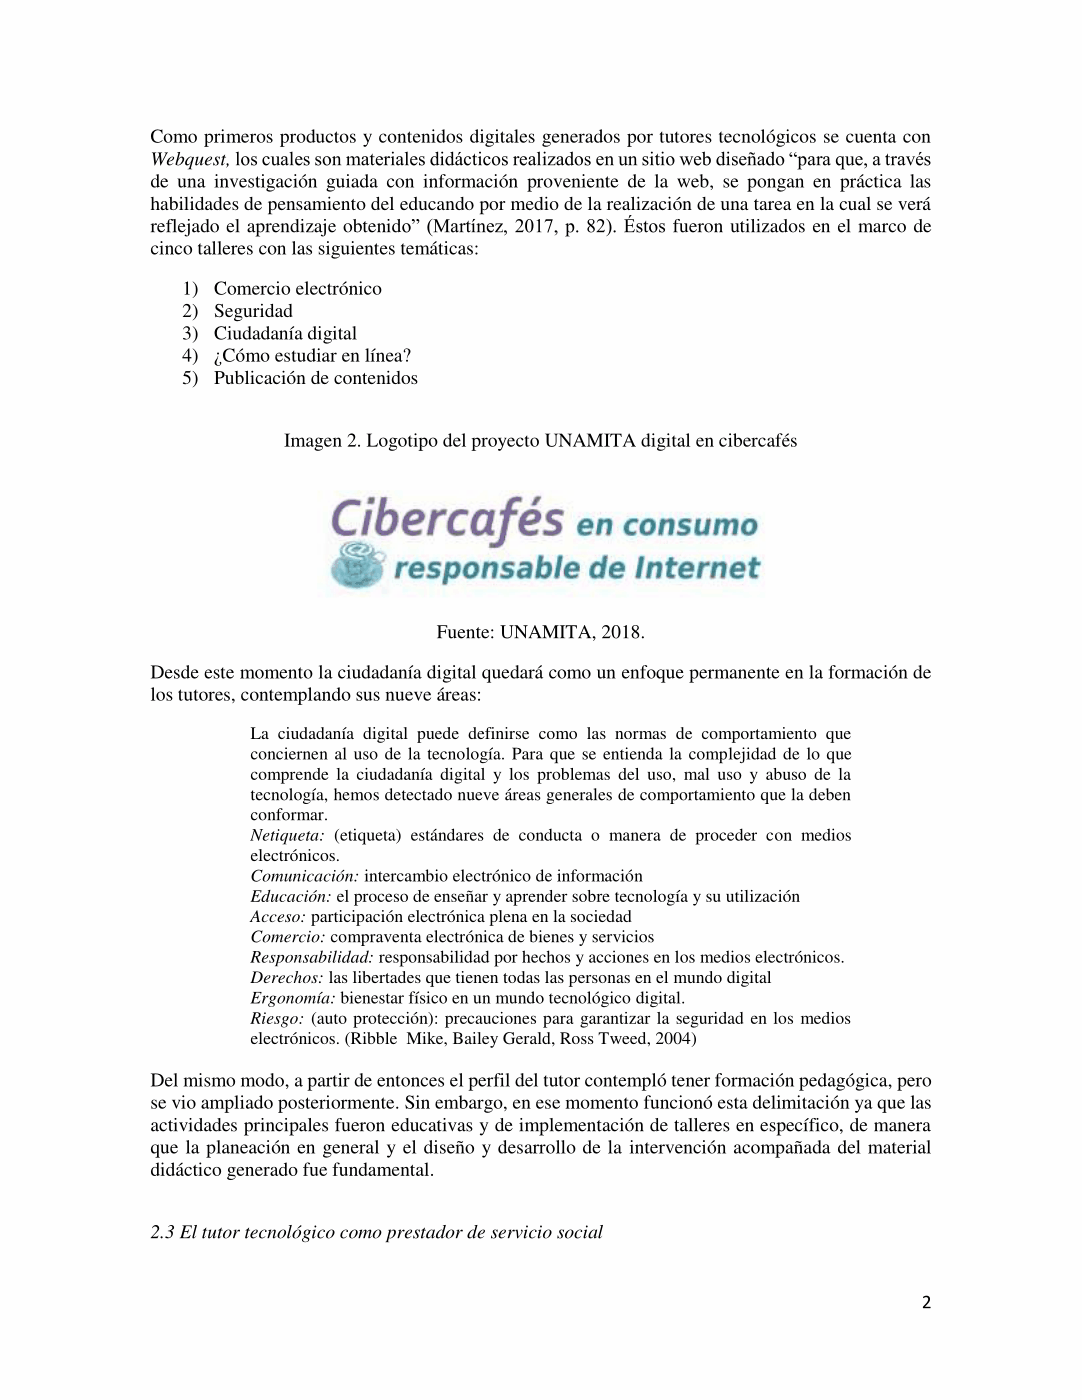 Como primeros productos y contenidos digitales generados por tutores tecnológicos se cuenta con
Webquest, los cuales son materiales didácticos realizados en un sitio web diseñado “para que, a través
de una investigación guiada con información proveniente de la web, se pongan en práctica las
habilidades de pensamiento del educando por medio de la realización de una tarea en la cual se verá
reflejado el aprendizaje obtenido” (Martínez, 2017, p. 82). Éstos fueron utilizados en el marco de
cinco talleres con las siguientes temáticas:
1) Comercio electrónico
2) Seguridad
3) Ciudadanía digital
4) ¿Cómo estudiar en línea?
5) Publicación de contenidos
Imagen 2. Logotipo del proyecto UNAMITA digital en cibercafés
Cibercafés en consumo
responsable de Internet
Fuente: UNAMITA, 2018.
Desde este momento la ciudadanía digital quedará como un enfoque permanente en la formación de
los tutores, contemplando sus nueve áreas:
La ciudadanía digital puede definirse como las normas de comportamiento que
conciernen al uso de la tecnología. Para que se entienda la complejidad de lo que
comprende la ciudadanía digital y los problemas del uso, mal uso y abuso de la
tecnología, hemos detectado nueve áreas generales de comportamiento que la deben
conformar.
Netiqueta: (etiqueta) estándares de conducta o manera de proceder con medios
electrónicos.
Comunicación: intercambio electrónico de información
Educación: el proceso de enseñar y aprender sobre tecnología y su utilización
Acceso: participación electrónica plena en la sociedad
Comercio: compraventa electrónica de bienes y servicios
Responsabilidad: responsabilidad por hechos y acciones en los medios electrónicos.
Derechos: las libertades que tienen todas las personas en el mundo digital
Ergonomía: bienestar físico en un mundo tecnológico digital.
Riesgo: (auto protección): precauciones para garantizar la seguridad en los medios
electrónicos. (Ribble Mike, Bailey Gerald, Ross Tweed, 2004)
Del mismo modo, a partir de entonces el perfil del tutor contempló tener formación pedagógica, pero
se vio ampliado posteriormente. Sin embargo, en ese momento funcionó esta delimitación ya que las
actividades principales fueron educativas y de implementación de talleres en específico, de manera
que la planeación en general y el diseño y desarrollo de la intervención acompañada del material
didáctico generado fue fundamental.
2.3 El tutor tecnológico como prestador de servicio social
2